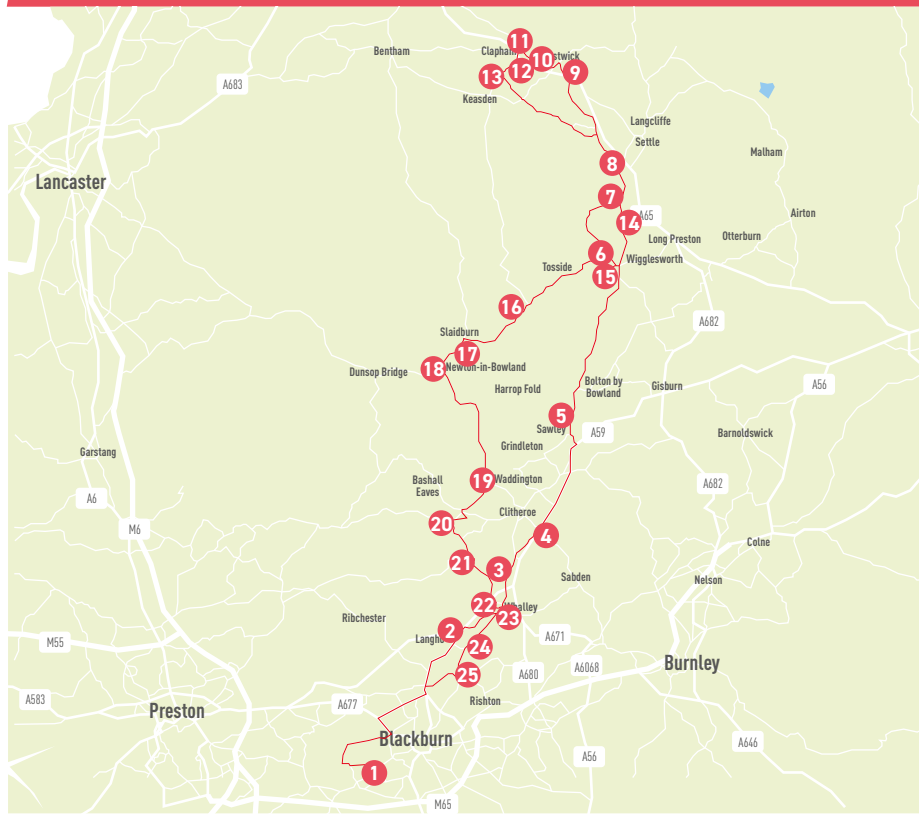 11
Bentham
Clapham
10
12
9
13
Keasden
A683
Langcliffe
Settle
Malham
8
Lancaster
7
A65
14
Airton
Otterburn
Long Preston
6
Wigglesworth
Tosside
15
16
A682
Slaidburn
17
Newton-in-Bowland
18
Dunsop Bridge
Harrop Fold
Bolton by
Bowland
Gisburn
A56
5
Sawley
A59
Barnoldswick
Grindleton
Garstang
19
Waddington
Bashall
Eaves
A682
A6
Clitheroe
20
M6
4
Colne
21
3
Sabden
Nelson
22
Whalley
23
Ribchester
2
A671
M55
24
A6068
Burnley
25
A680
Rishton
A583
A677
Preston
Blackburn
A646
A56
1
M65